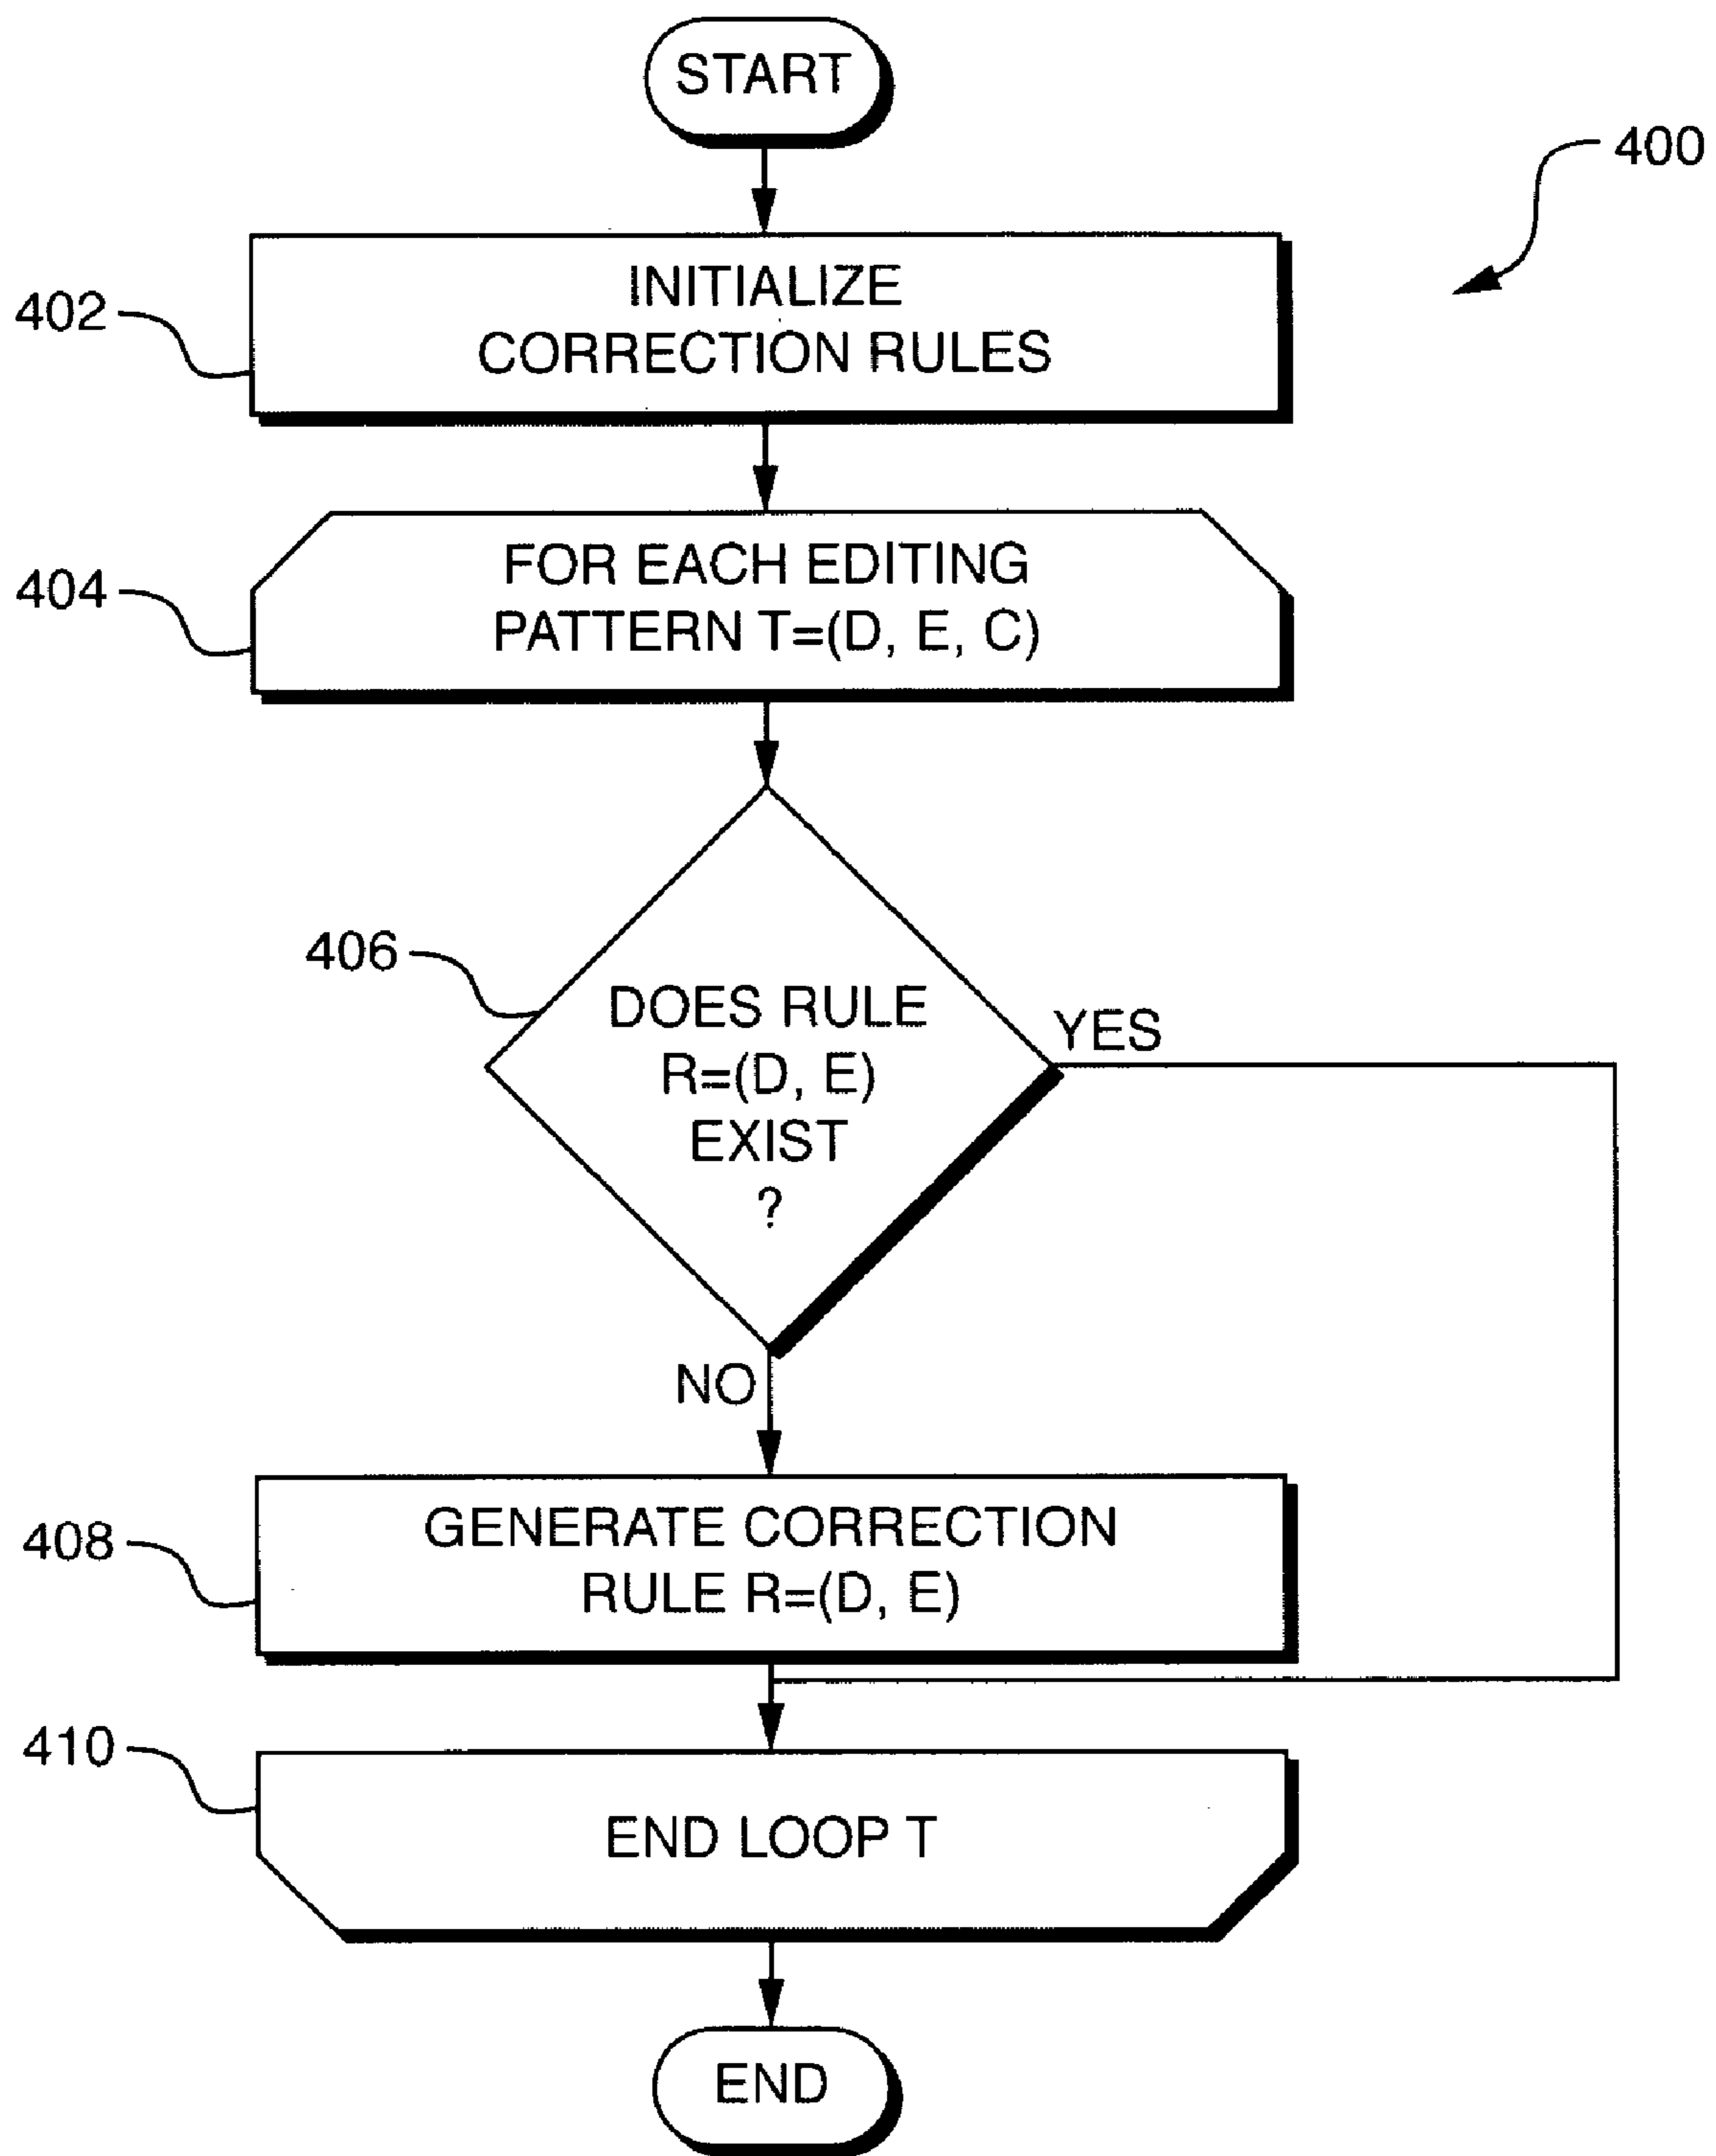 START
400
INITIALIZE
CORRECTION RULES
402
FOR EACH EDITING
PATTERN T=(D, E, C)
404
406
DOES RULE
R=(D, E)
EXIST
?
YES
NO
GENERATE CORRECTION
RULE R=(D, E)
408
410
END LOOP T
END